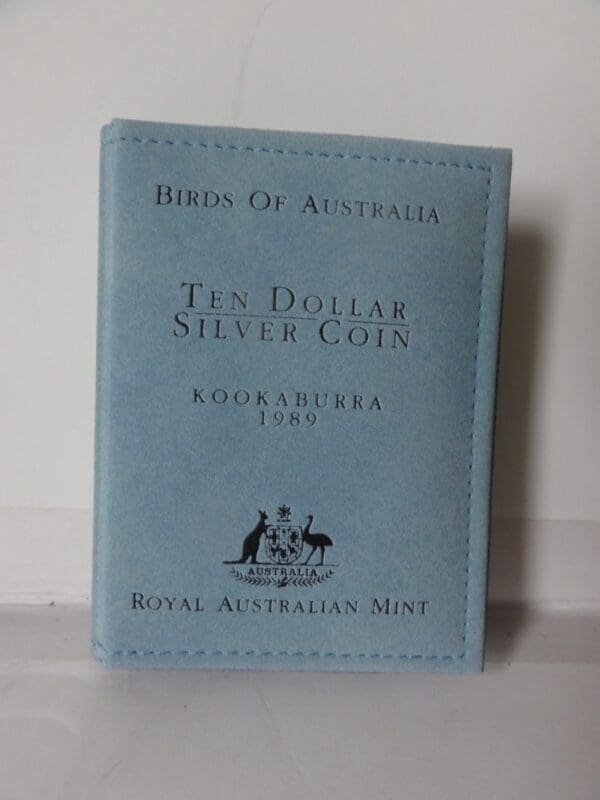 BIRDS OF AUSTRALIA
TEN DOLLAR
SILVER COIN
KOOKABURRA
1989
AUSTRALIA
ROYAL AUSTRALIAN MINT